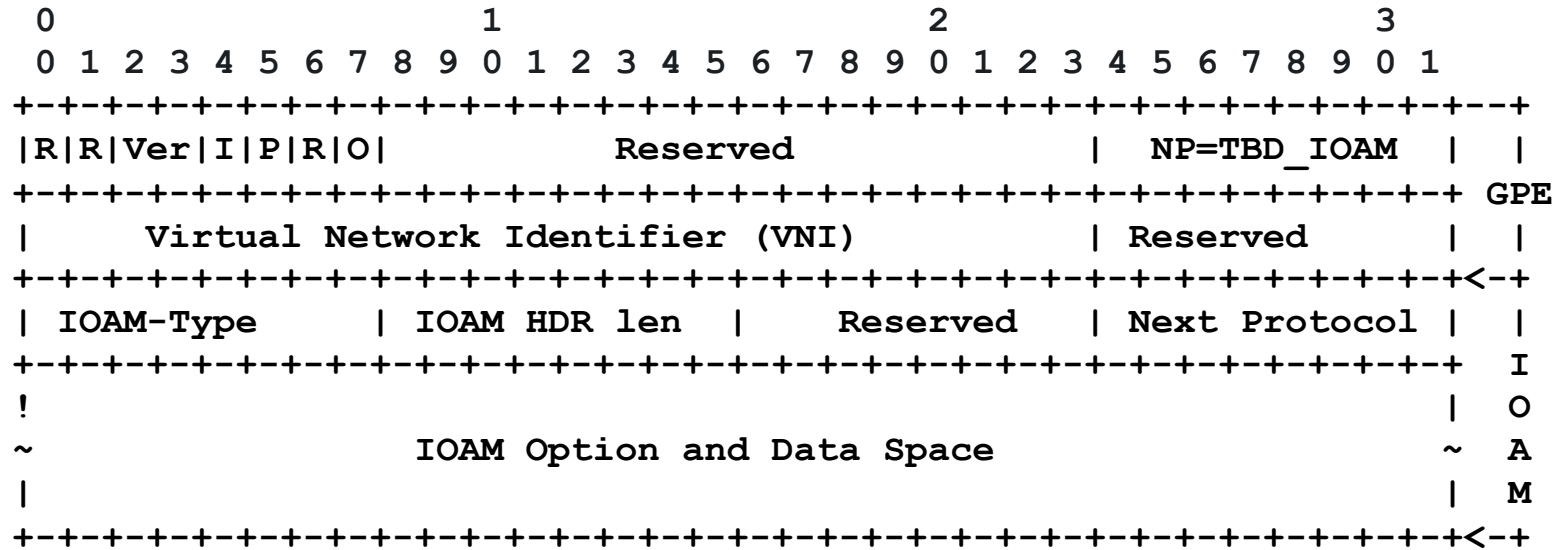 0                   1                   2                   3
 0 1 2 3 4 5 6 7 8 9 0 1 2 3 4 5 6 7 8 9 0 1 2 3 4 5 6 7 8 9 0 1
+-+-+-+-+-+-+-+-+-+-+-+-+-+-+-+-+-+-+-+-+-+-+-+-+-+-+-+-+-+-+-+-+--+
|R|R|Ver|I|P|R|O|          Reserved             |  NP=TBD_IOAM  |  |
+-+-+-+-+-+-+-+-+-+-+-+-+-+-+-+-+-+-+-+-+-+-+-+-+-+-+-+-+-+-+-+-+ GPE
|     Virtual Network Identifier (VNI)          | Reserved      |  |
+-+-+-+-+-+-+-+-+-+-+-+-+-+-+-+-+-+-+-+-+-+-+-+-+-+-+-+-+-+-+-+-+<-+
| IOAM-Type     | IOAM HDR len  |    Reserved   | Next Protocol |  |
+-+-+-+-+-+-+-+-+-+-+-+-+-+-+-+-+-+-+-+-+-+-+-+-+-+-+-+-+-+-+-+-+  I
!                                                               |  O
~                 IOAM Option and Data Space                    ~  A
|                                                               |  M
+-+-+-+-+-+-+-+-+-+-+-+-+-+-+-+-+-+-+-+-+-+-+-+-+-+-+-+-+-+-+-+-+<-+